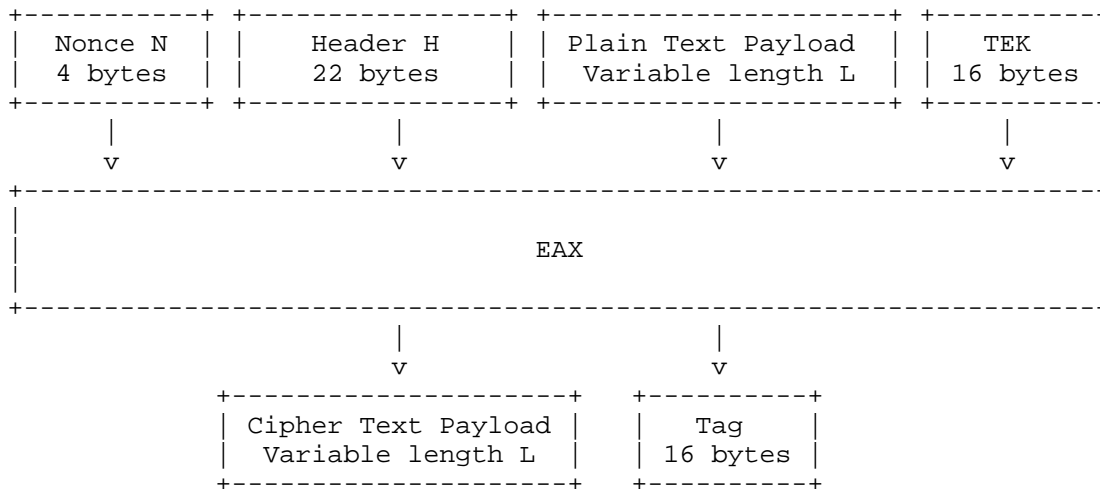 Nonce N Header H Plain Text Payload TEK
4 bytes 22 bytes Variable length L 16 bytes
EAX
Cipher Text Payload Tag
Variable length L 16 bytes